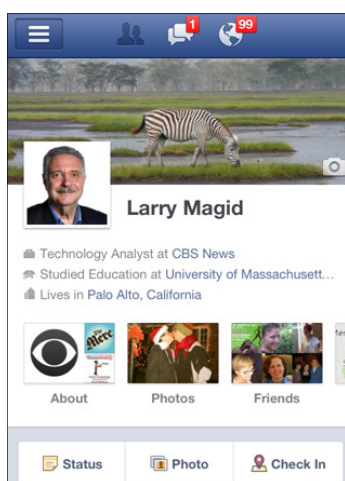 1
99
Larry Magid
Technology Analyst at CBS News
Studied Education at University of Massachusett...
Lives in Palo Alto, California
About
Photos
Friends
Status
Photo
Check In